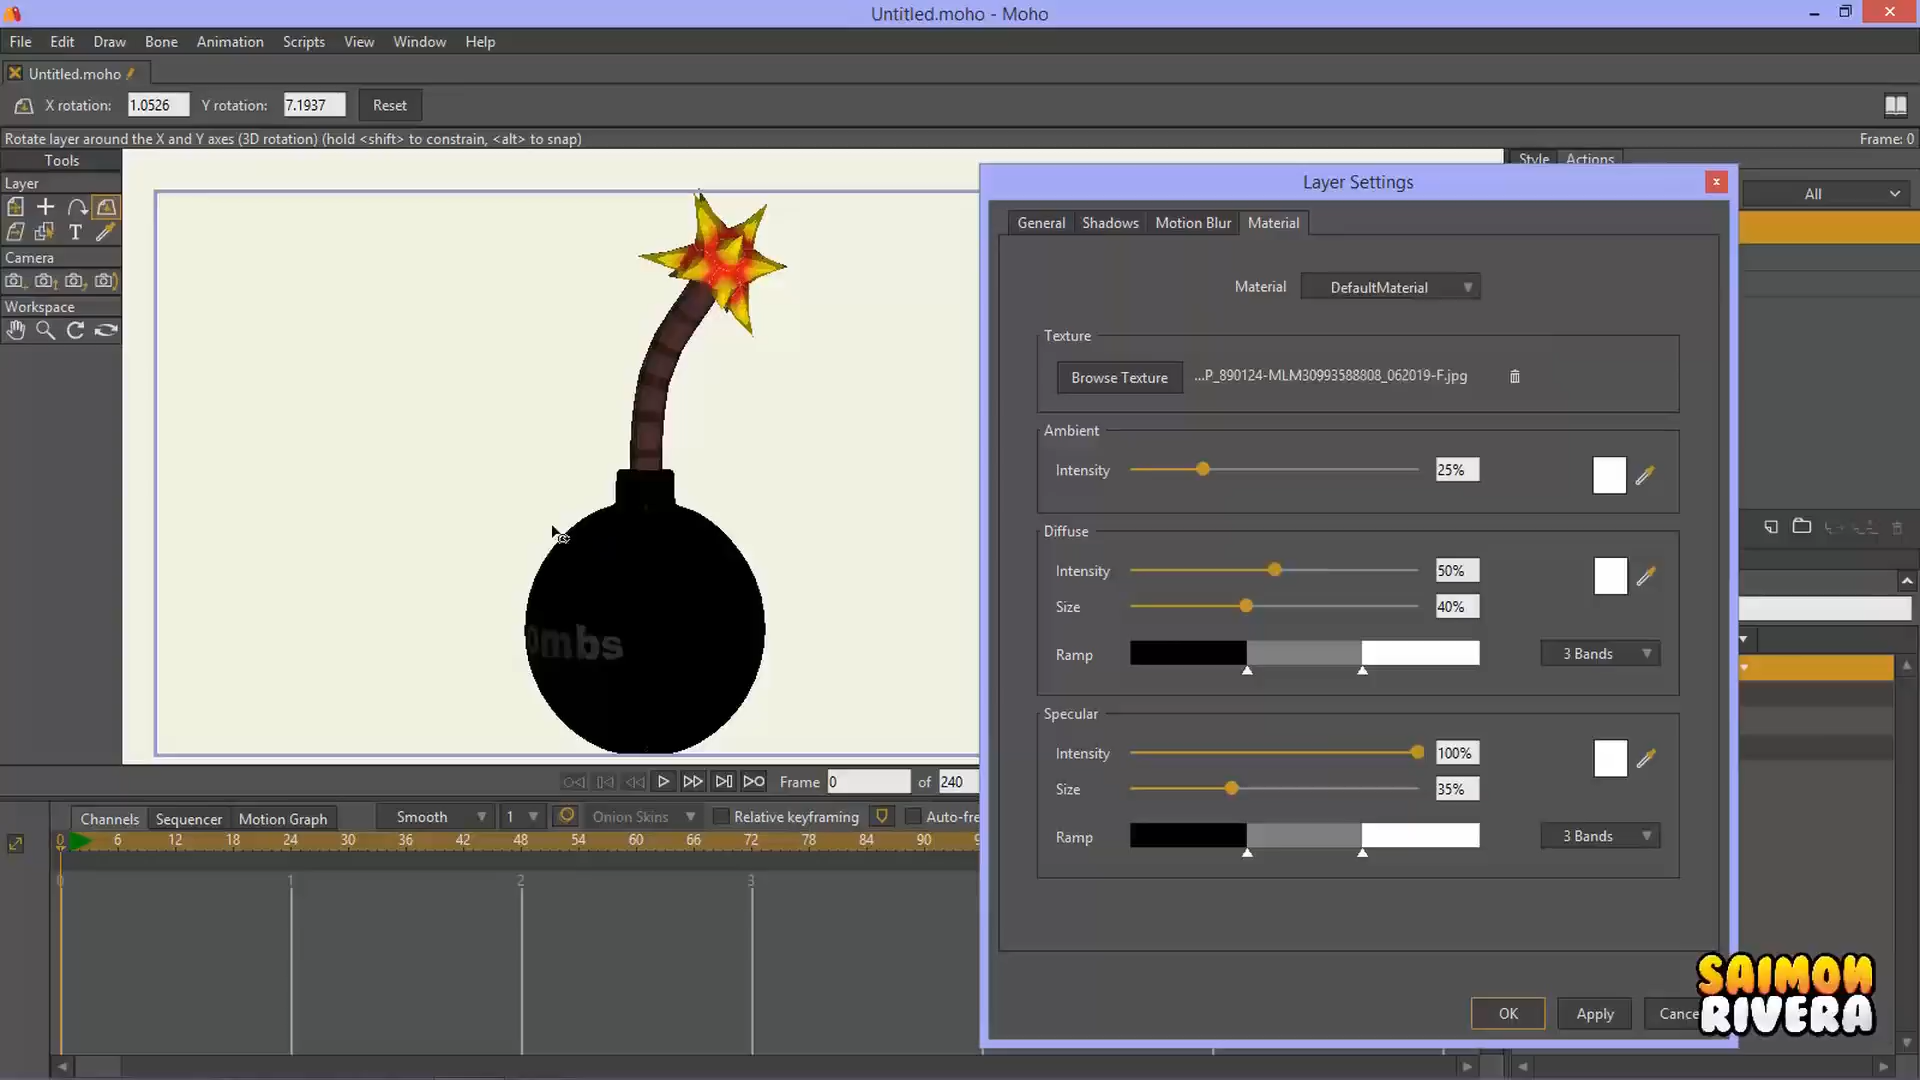 Untitled.moho - Moho
File Edit Draw Bone Animation Scripts View Window Help
Untitled.moho
X rotation: 1.0526 Y rotation: 7.1937 Reset
Rotate layer around the X and Y axes (3D rotation) (hold <shift> to constrain, <alt> to snap) Frame: 0
Tools
Style Actions
Layer
Layer Settings
All
T
General Shadows Motion Blur Material
Camera
Material DefaultMaterial
Workspace
Texture
Browse Texture ...P_890124-MLM30993588808_062019-F.jpg
Ambient
Intensity 25%
Diffuse
Intensity 50%
Size 40%
ombs
Ramp 3 Bands
Specular
Intensity 100%
Size 35%
Ramp 3 Bands
Frame 0 of 240
Channels Sequencer Motion Graph Smooth 1 Onion Skins Relative keyframing Auto-fre
0 6 12 18 24 30 36 42 48 54 60 66 72 78 84 90
0 1 2 3
OK Apply Cance
SAIMON
RIVERA